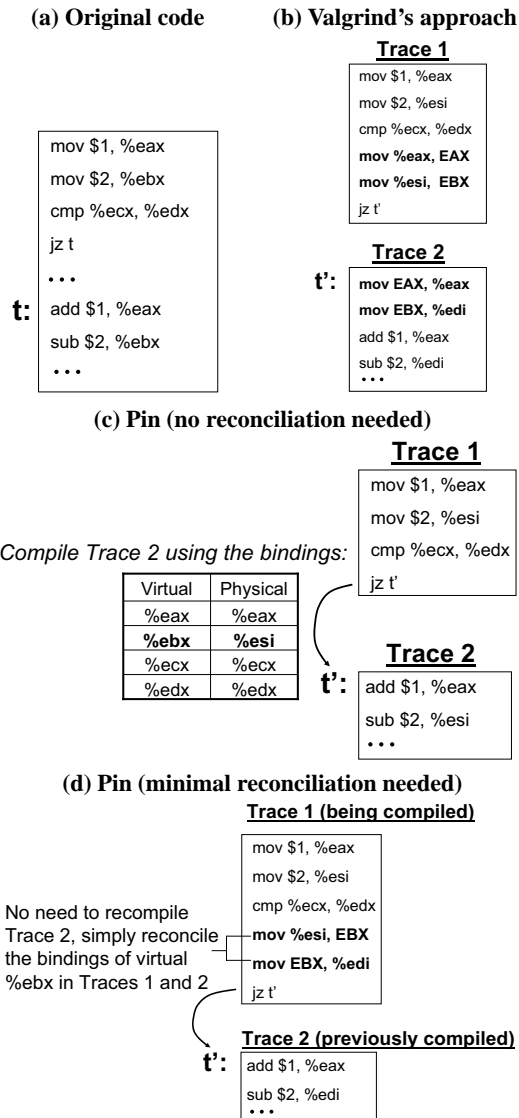 (a) Original code
(b) Valgrind's approach
mov $1, %eax
mov $2, %ebx
cmp %ecx, %edx
jz t
...
t: add $1, %eax
sub $2, %ebx
...
Trace 1
mov $1, %eax
mov $2, %esi
cmp %ecx, %edx
mov %eax, EAX
mov %esi, EBX
jz t'
Trace 2
t’: mov EAX, %eax
mov EBX, %edi
add $1, %eax
sub $2, %edi
...
(c) Pin (no reconciliation needed)
Trace 1
mov $1, %eax
mov $2, %esi
cmp %ecx, %edx
jz t’
Compile Trace 2 using the bindings:
Virtual Physical
%eax %eax
%ebx %esi
%ecx %ecx
%edx %edx
Trace 2
t’: add $1, %eax
sub $2, %esi
...
(d) Pin (minimal reconciliation needed)
Trace 1 (being compiled)
mov $1, %eax
mov $2, %esi
cmp %ecx, %edx
mov %esi, EBX
mov EBX, %edi
jz t’
No need to recompile
Trace 2, simply reconcile
the bindings of virtual
%ebx in Traces 1 and 2
Trace 2 (previously compiled)
t’: add $1, %eax
sub $2, %edi
...